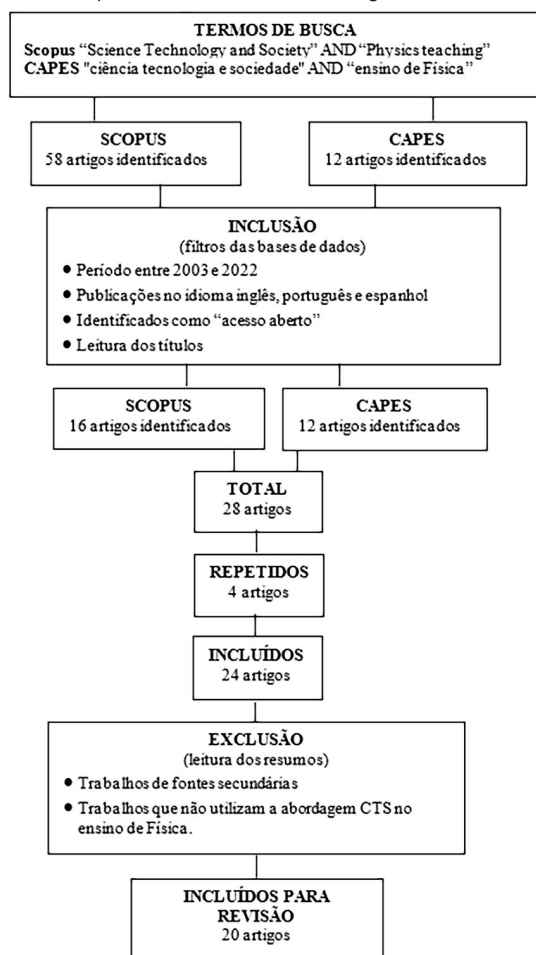 TERMOS DE BUSCA
Scopus “Science Technology and Society” AND “Physics teaching”
CAPES "ciência tecnologia e sociedade" AND “ensino de Física”
SCOPUS
58 artigos identificados
CAPES
12 artigos identificados
INCLUSÃO
(filtros das bases de dados)
• Período entre 2003 e 2022
• Publicações no idioma inglês, português e espanhol
• Identificados como “acesso aberto”
• Leitura dos títulos
SCOPUS
16 artigos identificados
CAPES
12 artigos identificados
TOTAL
28 artigos
REPETIDOS
4 artigos
INCLUÍDOS
24 artigos
EXCLUSÃO
(leitura dos resumos)
• Trabalhos de fontes secundárias
• Trabalhos que não utilizam a abordagem CTS no
ensino de Física.
INCLUÍDOS PARA
REVISÃO
20 artigos